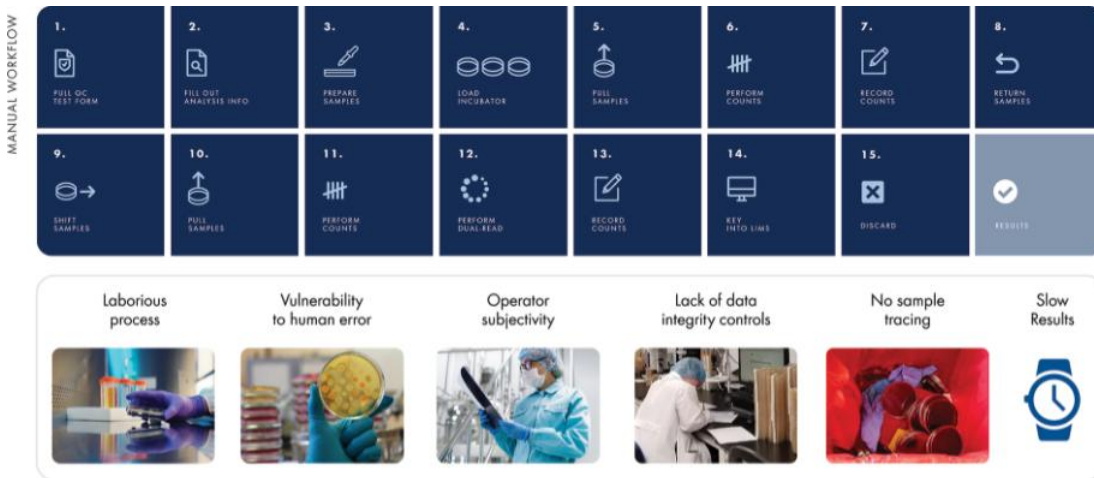 MANUAL WORKFLOW
1.
PULL QC
TEST FORM
2.
FILL OUT
ANALYSIS INFO
3.
PREPARE
SAMPLES
4.
LOAD
INCUBATOR
5.
PULL
SAMPLES
6.
PERFORM
COUNTS
7.
RECORD
COUNTS
8.
RETURN
SAMPLES
9.
SHIFT
SAMPLES
10.
PULL
SAMPLES
11.
PERFORM
COUNTS
12.
PERFORM
DUAL-READ
13.
RECORD
COUNTS
14.
KEY
INTO LIMS
15.
DISCARD
RESULTS
Laborious
process
Vulnerability
to human error
Operator
subjectivity
Lack of data
integrity controls
No sample
tracing
Slow
Results